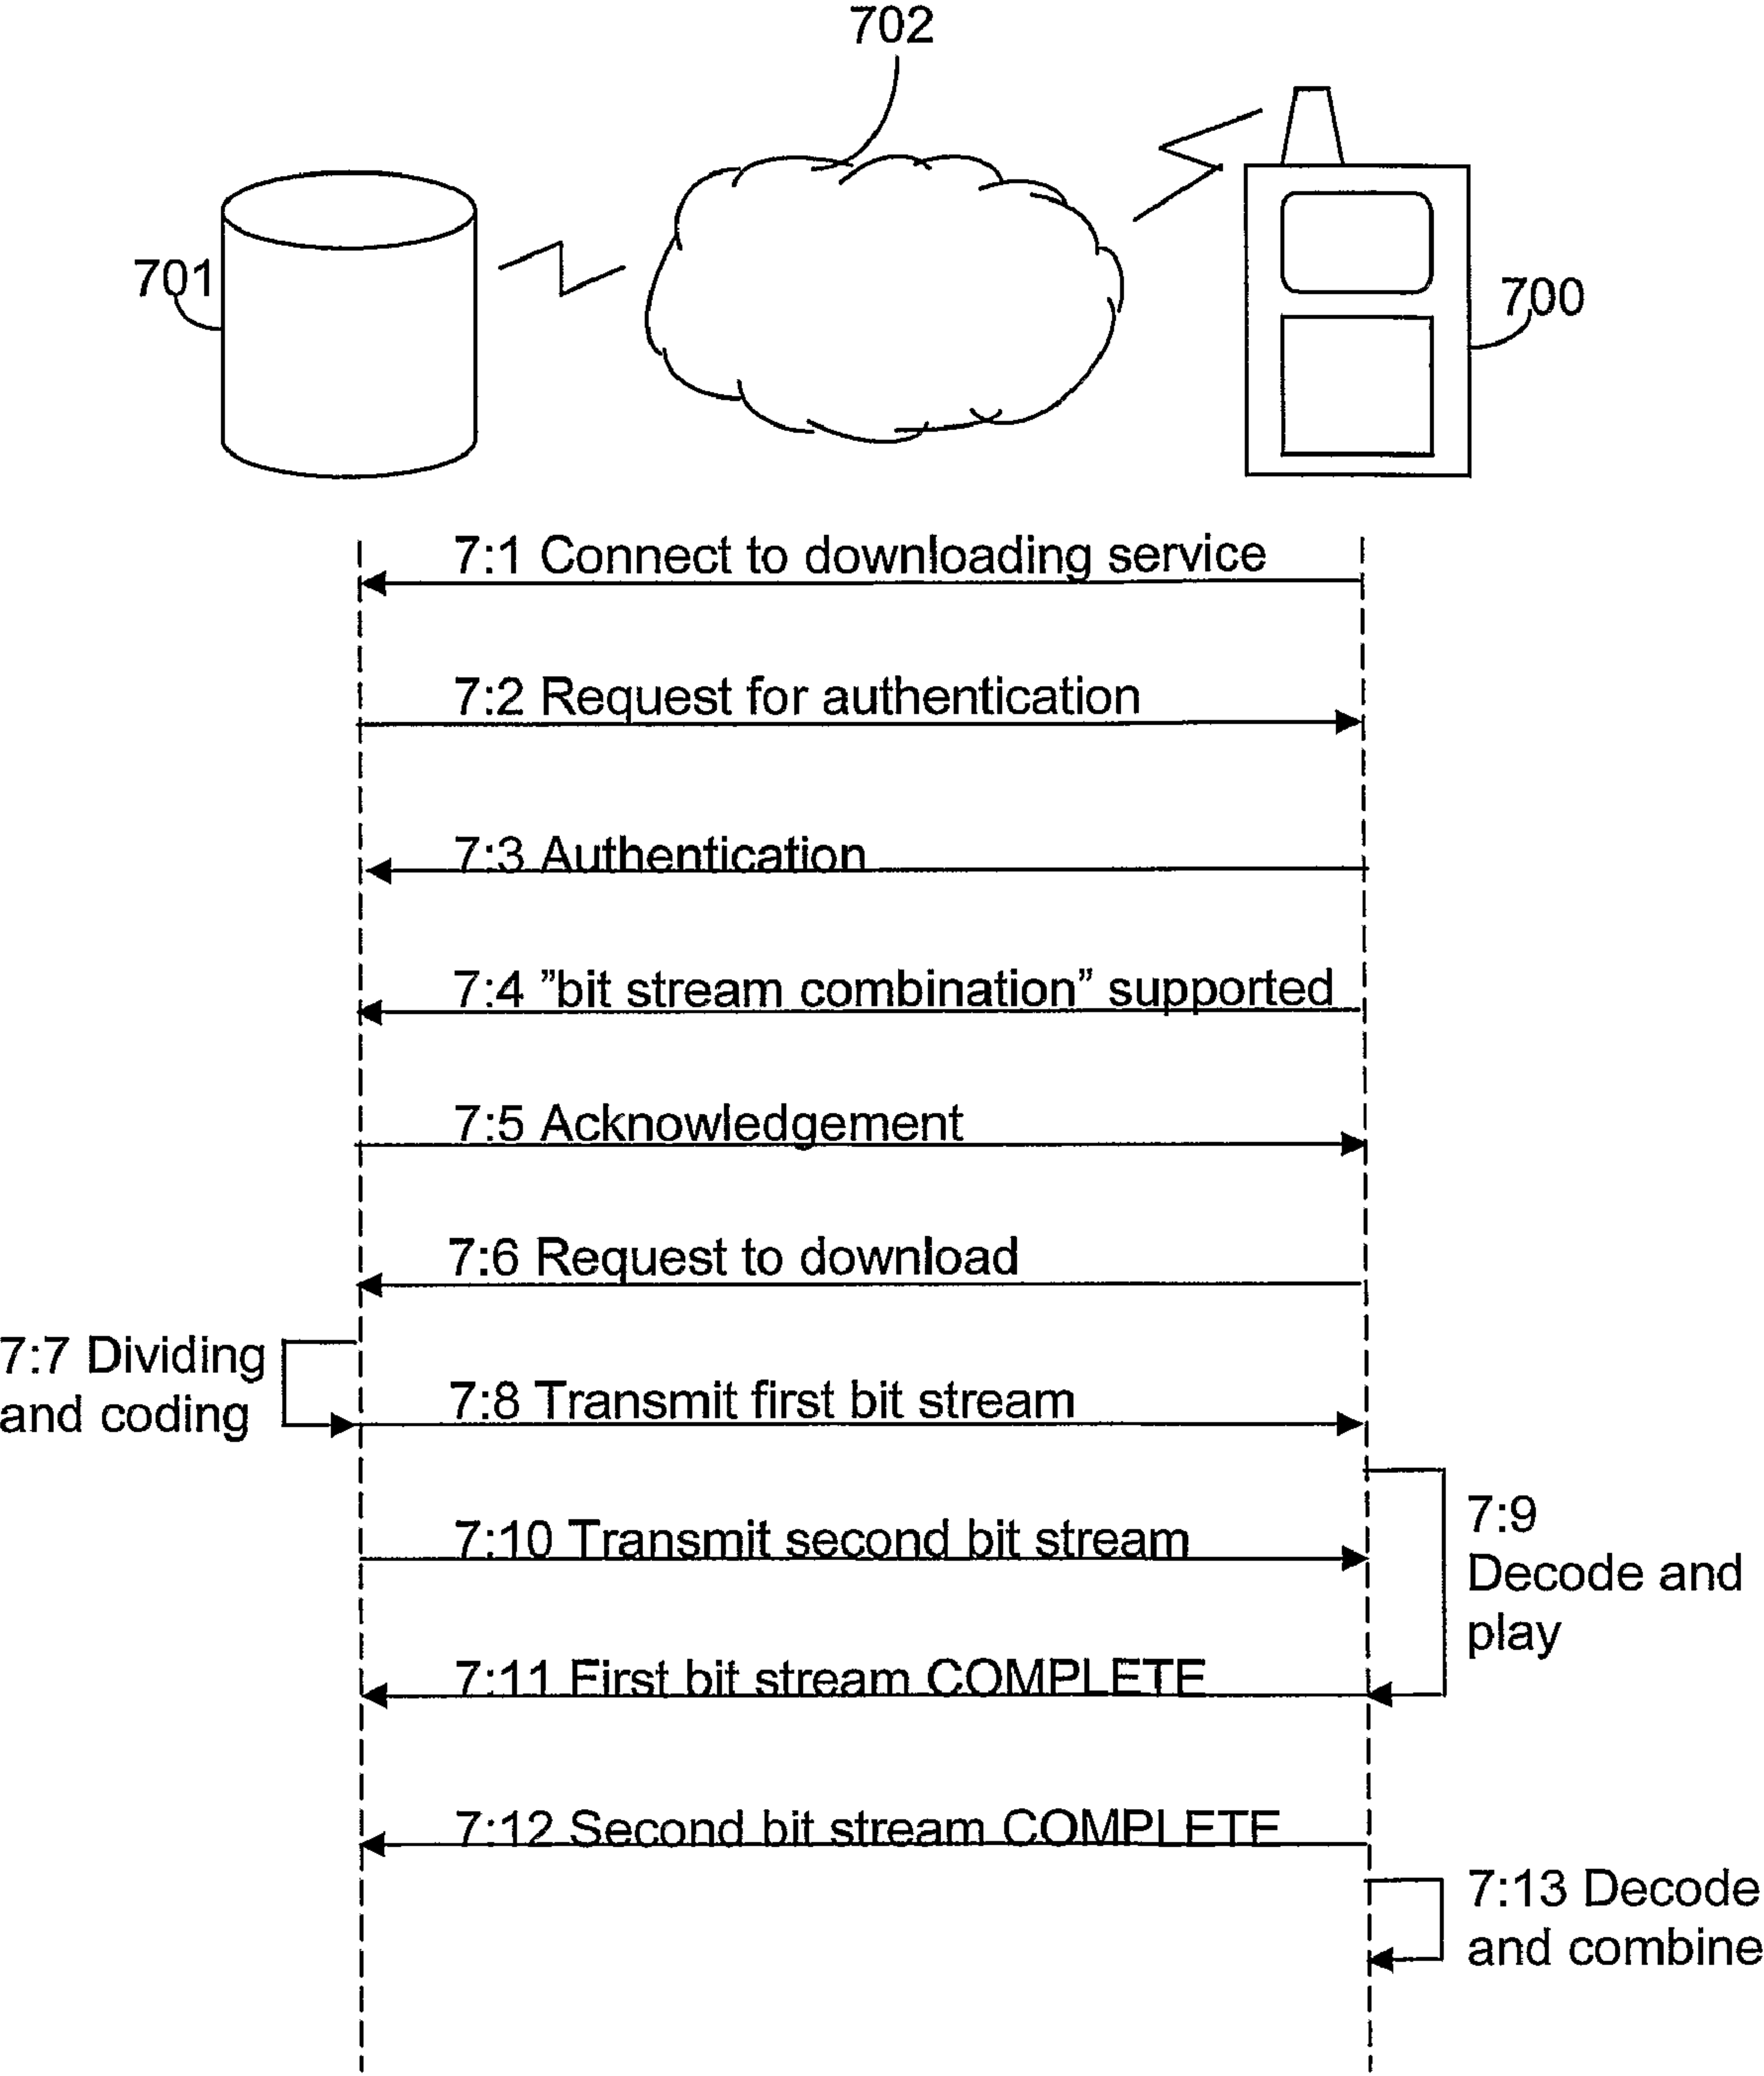 702
701
700
7:1 Connect to downloading service
7:2 Request for authentication
7:3 Authentication
7:4 ”bit stream combination” supported
7:5 Acknowledgement
7:6 Request to download
7:7 Dividing
and coding
7:8 Transmit first bit stream
7:9
Decode and
play
7:10 Transmit second bit stream
7:11 First bit stream COMPLETE
7:12 Second bit stream COMPLETE
7:13 Decode
and combine